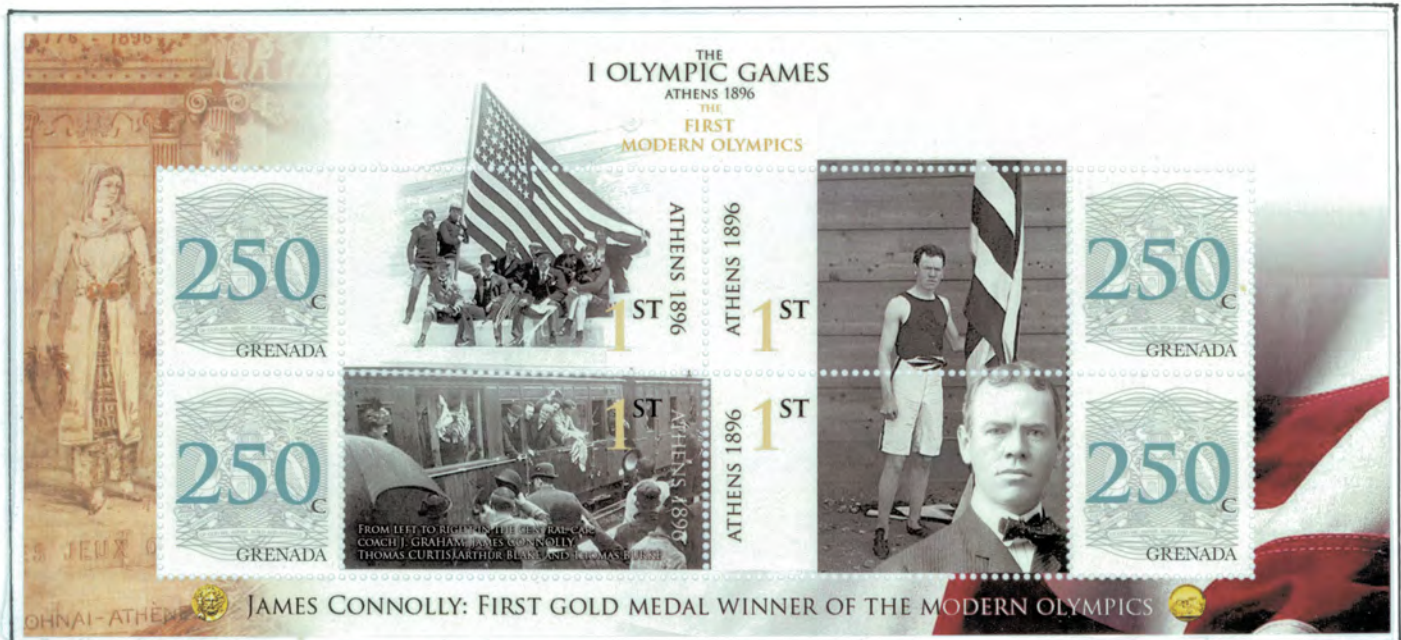 776 - 1896
THE
I OLYMPIC GAMES
ATHENS 1896
THE
FIRST
MODERN OLYMPICS
250 C
GRENADA
1ST
ATHENS 1896
ATHENS 1896
1ST
250 C
GRENADA
250 C
GRENADA
1ST
ATHENS 1896
FROM LEFT TO RIGHT IN THE CENTRAL CAR:
COACH J. GRAHAM, JAMES CONNOLLY,
THOMAS CURTIS, ARTHUR BLAKE AND THOMAS BURKE
ATHENS 1896
1ST
250 C
GRENADA
JEUX
JAMES CONNOLLY: FIRST GOLD MEDAL WINNER OF THE MODERN OLYMPICS